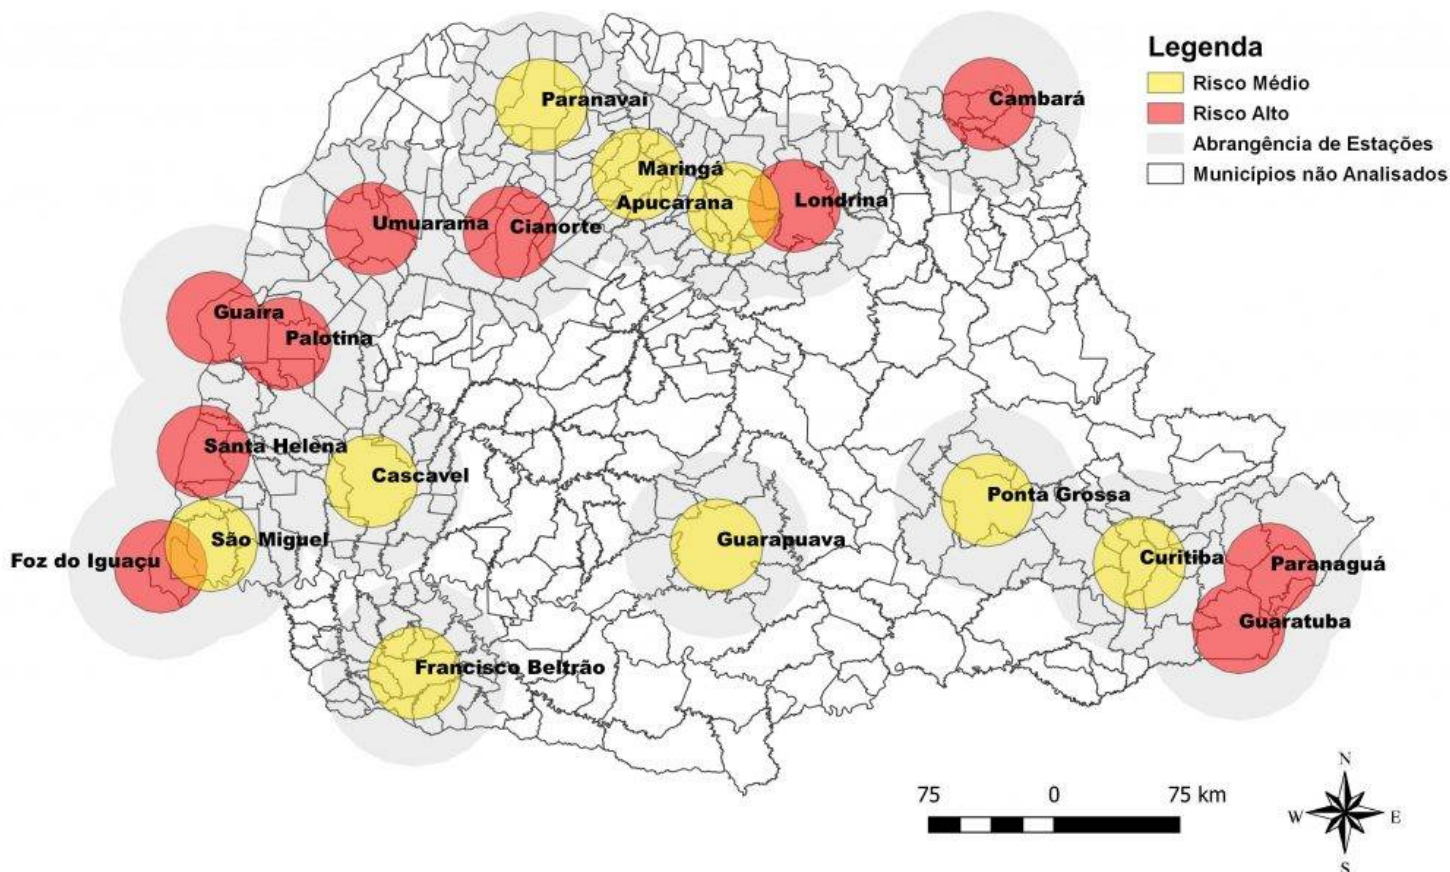 Legenda
Risco Médio
Risco Alto
Abrangência de Estações
Municípios não Analisados
Paranavai
Cambará
Maringá
Apucarana
Londrina
Umuarama
Cianorte
Guaíra
Palotina
Santa Helena
Cascavel
Ponta Grossa
São Miguel
Guarapuava
Foz do Iguaçu
Curitiba
Paranaguá
Guaratuba
Francisco Beltrão
75 0 75 km
N
W E
S